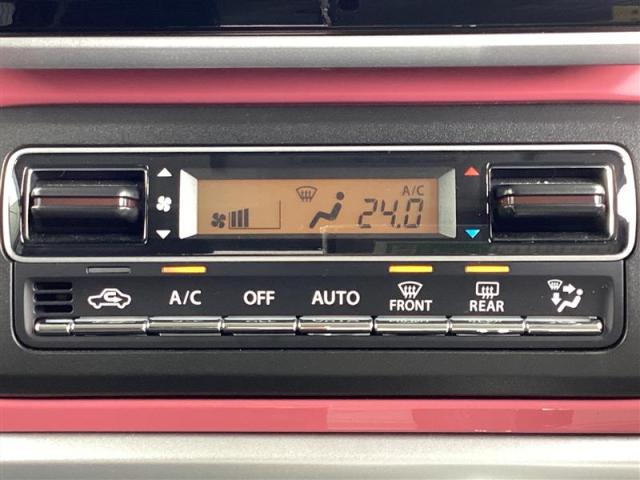 A/C
24.0
A/C
OFF
AUTO
FRONT
REAR